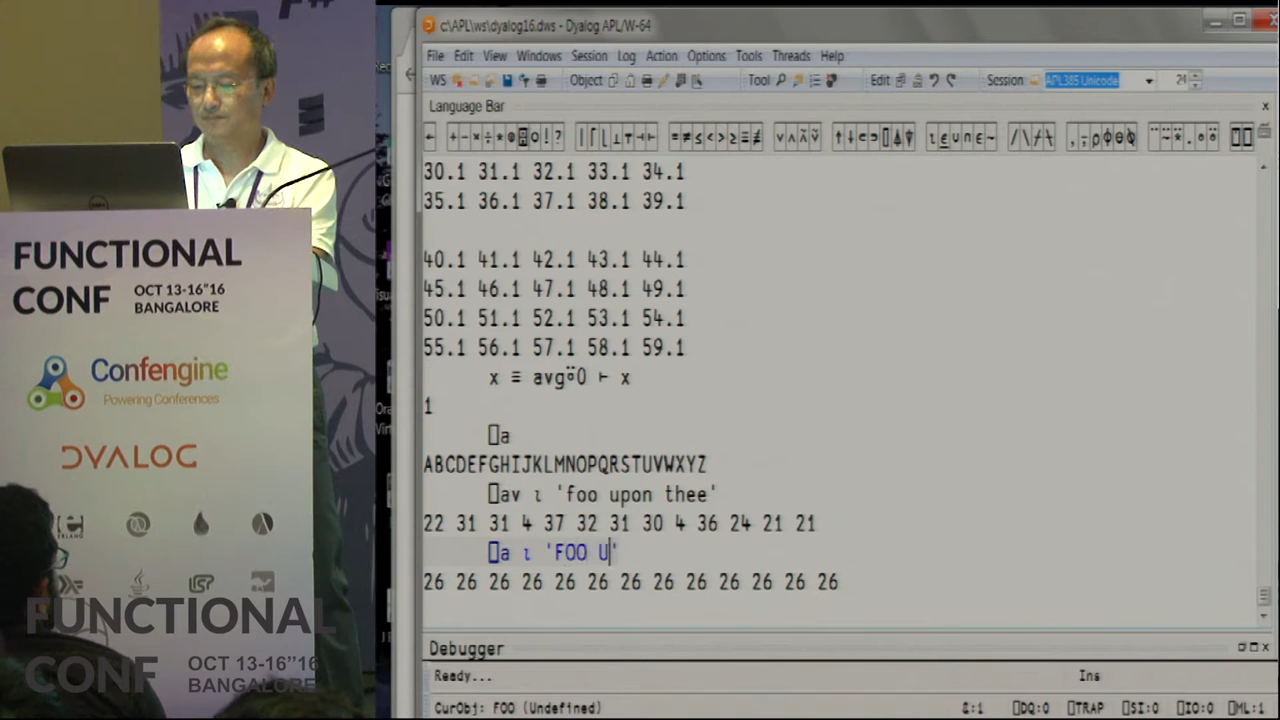 c:\APL\ws\dyalog16.dws - Dyalog APL/W-64
File Edit View Windows Session Log Action Options Tools Threads Help
WS Object Tool Edit Session APL385 Unicode 24
Language Bar
30.1 31.1 32.1 33.1 34.1
35.1 36.1 37.1 38.1 39.1
40.1 41.1 42.1 43.1 44.1
45.1 46.1 47.1 48.1 49.1
50.1 51.1 52.1 53.1 54.1
55.1 56.1 57.1 58.1 59.1
x ≡ avg⍤0 ⊢ x
1
⎕a
ABCDEFGHIJKLMNOPQRSTUVWXYZ
⎕av ⍳ 'foo upon thee'
22 31 31 4 37 32 31 30 4 36 24 21 21
⎕a ⍳ 'FOO U'
26 26 26 26 26 26 26 26 26 26 26 26 26
Debugger
Ready... Ins
CurObj: FOO (Undefined) &:1 ⎕DQ:0 ⎕TRAP ⎕SI:0 ⎕IO:0 ⎕ML:1
FUNCTIONAL
CONF
OCT 13-16"16
BANGALORE
Confengine
Powering Conferences
DYALOG
ERLANG
LISP
FUNCTIONAL
CONF
OCT 13-16"16
BANGALORE